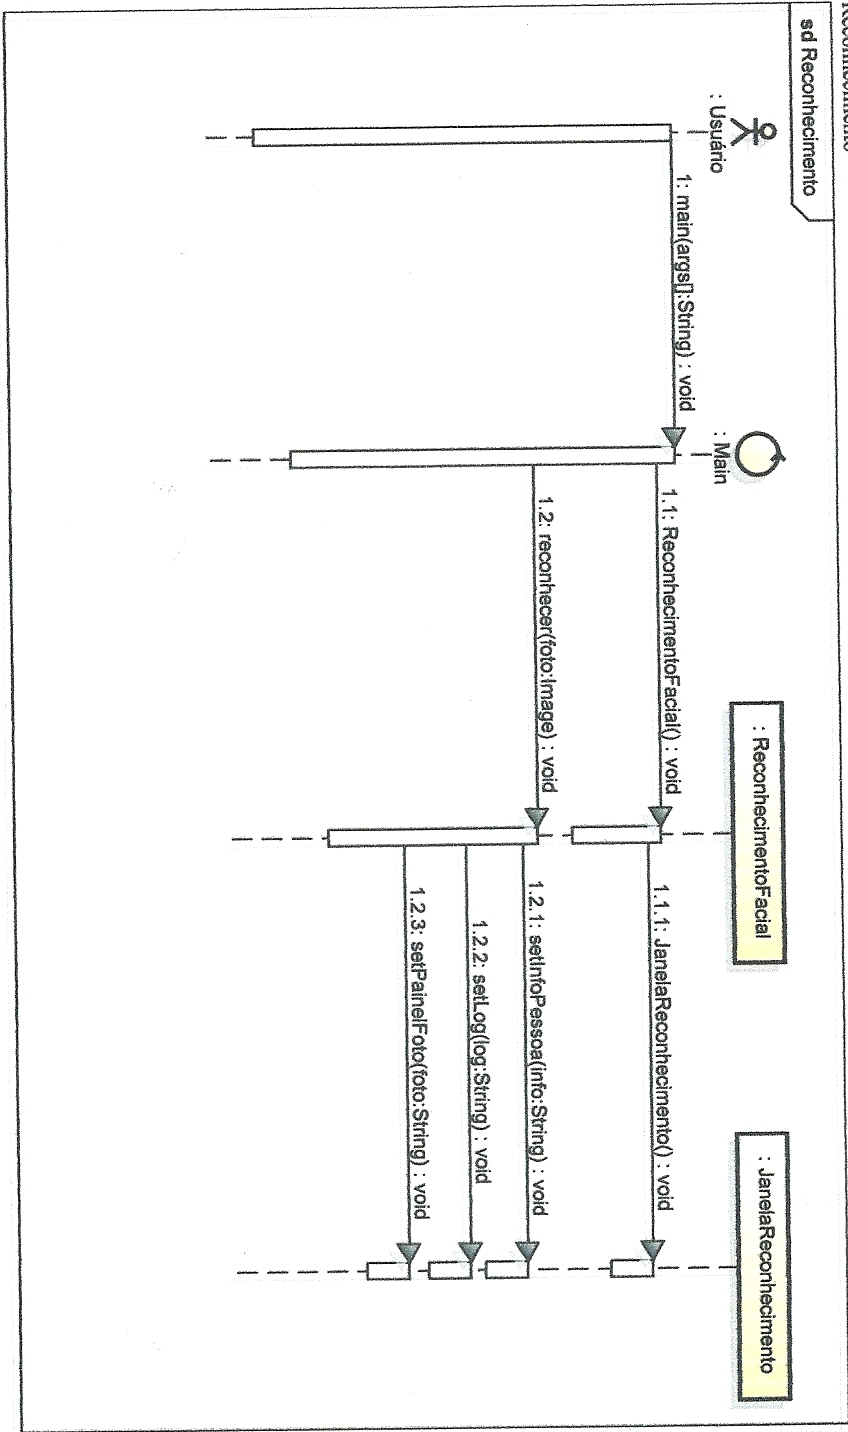 Reconhecimento
sd Reconhecimento
: Usuário
: Main
: ReconhecimentoFacial
: JanelaReconhecimento
1: main(args[]:String) : void
1.1: ReconhecimentoFacial() : void
1.1.1: JanelaReconhecimento() : void
1.2: reconhecer(foto:Image) : void
1.2.1: setInfoPessoa(info:String) : void
1.2.2: setLog(log:String) : void
1.2.3: setPainelFoto(foto:String) : void